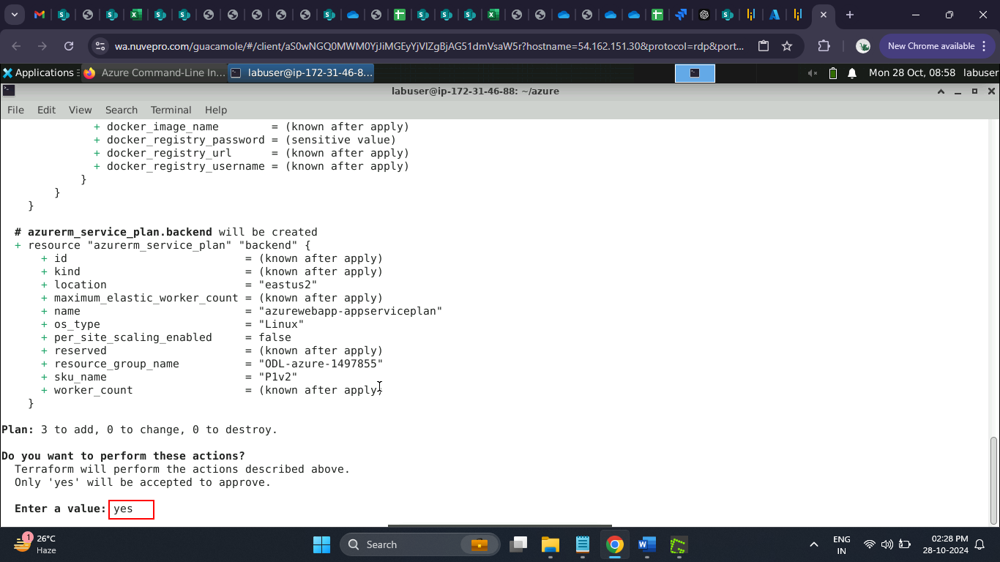 wa.nuvepro.com/guacamole/#/client/aS0wNGQ0MWM0YjJiMGEyYjVlZgBjAG51dmVsaW5r?hostname=54.162.151.30&protocol=rdp&port...
New Chrome available
Applications
Azure Command-Line In...
labuser@ip-172-31-46-8...
Mon 28 Oct, 08:58
labuser
labuser@ip-172-31-46-88: ~/azure
File Edit View Search Terminal Help
+ docker_image_name = (known after apply)
+ docker_registry_password = (sensitive value)
+ docker_registry_url = (known after apply)
+ docker_registry_username = (known after apply)
}
}
}
# azurerm_service_plan.backend will be created
+ resource "azurerm_service_plan" "backend" {
+ id = (known after apply)
+ kind = (known after apply)
+ location = "eastus2"
+ maximum_elastic_worker_count = (known after apply)
+ name = "azurewebapp-appserviceplan"
+ os_type = "Linux"
+ per_site_scaling_enabled = false
+ reserved = (known after apply)
+ resource_group_name = "ODL-azure-1497855"
+ sku_name = "P1v2"
+ worker_count = (known after apply)
}
Plan: 3 to add, 0 to change, 0 to destroy.
Do you want to perform these actions?
Terraform will perform the actions described above.
Only 'yes' will be accepted to approve.
Enter a value: yes
1
26°C
Haze
Search
ENG
IN
02:28 PM
28-10-2024